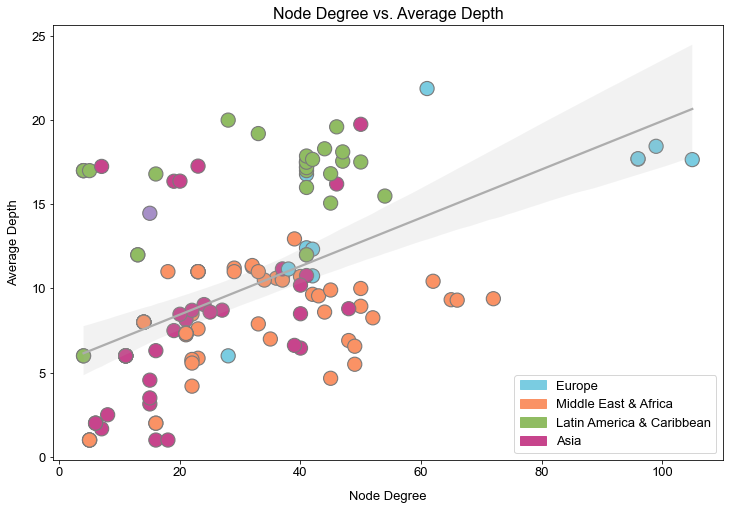 Node Degree vs. Average Depth
25
20
15
10
5
0
Average Depth
0 20 40 60 80 100
Node Degree
Europe
Middle East & Africa
Latin America & Caribbean
Asia